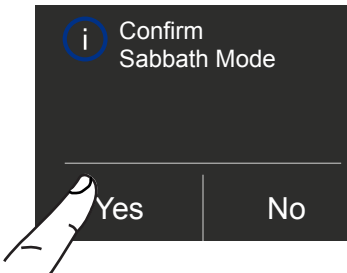 i Confirm
Sabbath Mode
Yes No